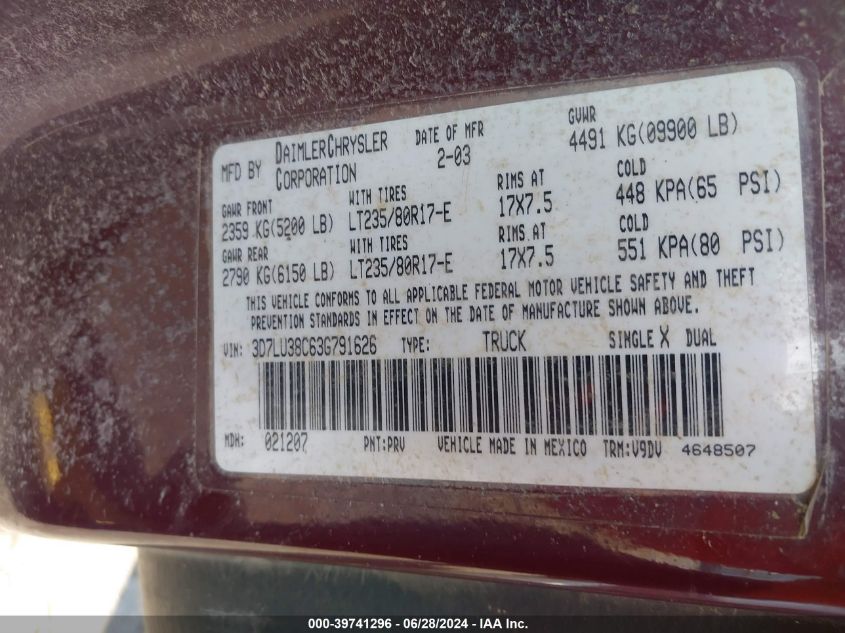 MFD BY DAIMLERCHRYSLER CORPORATION DATE OF MFR 2-03 GVWR 4491 KG(09900 LB)
GAWR FRONT WITH TIRES RIMS AT COLD
2359 KG(5200 LB) LT235/80R17-E 17X7.5 448 KPA(65 PSI)
GAWR REAR WITH TIRES RIMS AT COLD
2790 KG(6150 LB) LT235/80R17-E 17X7.5 551 KPA(80 PSI)
THIS VEHICLE CONFORMS TO ALL APPLICABLE FEDERAL MOTOR VEHICLE SAFETY AND THEFT
PREVENTION STANDARDS IN EFFECT ON THE DATE OF MANUFACTURE SHOWN ABOVE.
VIN: 3D7LU38C63G791626 TYPE: TRUCK SINGLE X DUAL
MDH: 021207 PNT:PRV VEHICLE MADE IN MEXICO TRM:V9DV 4648507
000-39741296 - 06/28/2024 - IAA Inc.